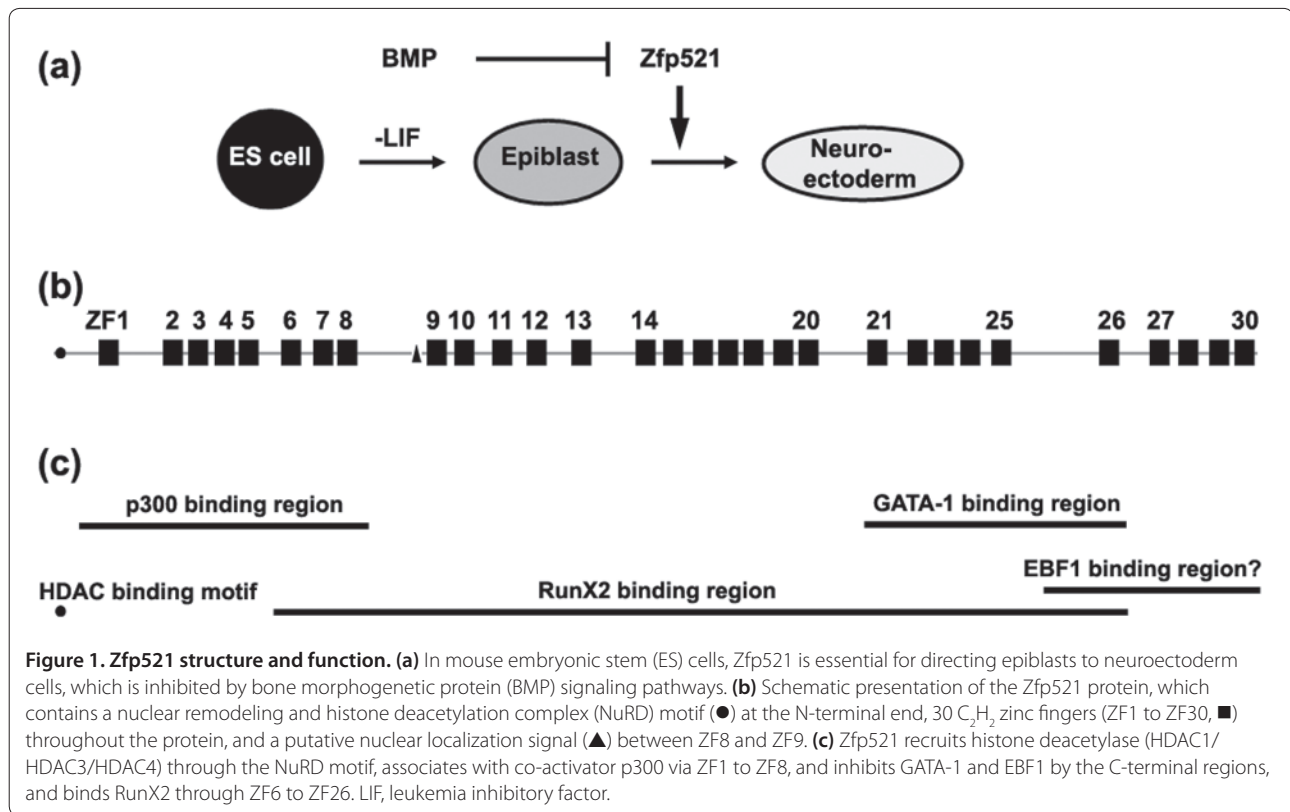 (a)
BMP Zfp521
ES cell -LIF Epiblast Neuro-
ectoderm
(b)
ZF1 2 3 4 5 6 7 8 9 10 11 12 13 14 20 21 25 26 27 30
(c)
p300 binding region GATA-1 binding region
EBF1 binding region?
HDAC binding motif RunX2 binding region
Figure 1. Zfp521 structure and function. (a) In mouse embryonic stem (ES) cells, Zfp521 is essential for directing epiblasts to neuroectoderm
cells, which is inhibited by bone morphogenetic protein (BMP) signaling pathways. (b) Schematic presentation of the Zfp521 protein, which
contains a nuclear remodeling and histone deacetylation complex (NuRD) motif (●) at the N-terminal end, 30 C₂H₂ zinc fingers (ZF1 to ZF30, ■)
throughout the protein, and a putative nuclear localization signal (▲) between ZF8 and ZF9. (c) Zfp521 recruits histone deacetylase (HDAC1/
HDAC3/HDAC4) through the NuRD motif, associates with co-activator p300 via ZF1 to ZF8, and inhibits GATA-1 and EBF1 by the C-terminal regions,
and binds RunX2 through ZF6 to ZF26. LIF, leukemia inhibitory factor.